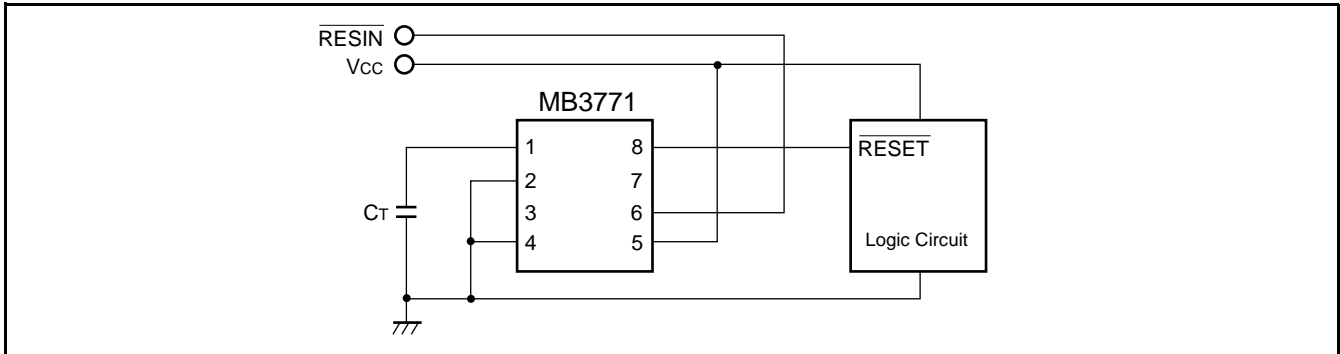 RESIN
VCC
MB3771
1 8
2 7
3 6
4 5
CT
RESET
Logic Circuit